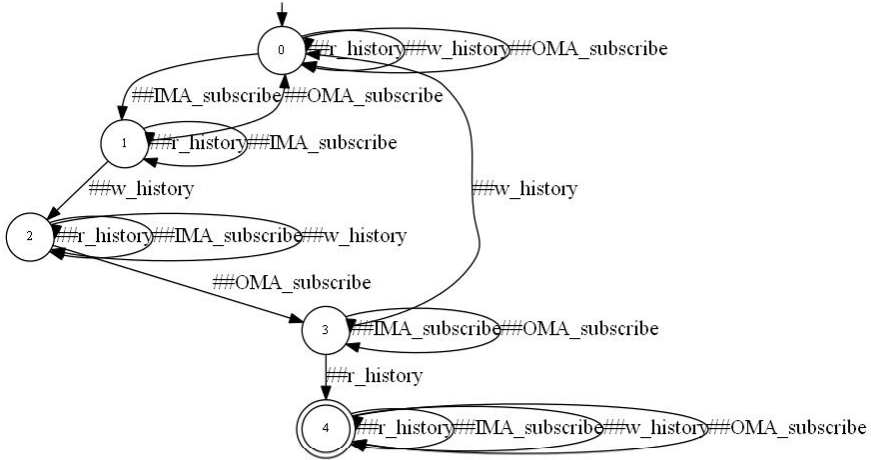 0 ##r_history ##w_history ##OMA_subscribe
##IMA_subscribe ##OMA_subscribe
1 ##r_history ##IMA_subscribe
##w_history ##w_history
2 ##r_history ##IMA_subscribe ##w_history
##OMA_subscribe
3 ##IMA_subscribe ##OMA_subscribe
##r_history
4 ##r_history ##IMA_subscribe ##w_history ##OMA_subscribe